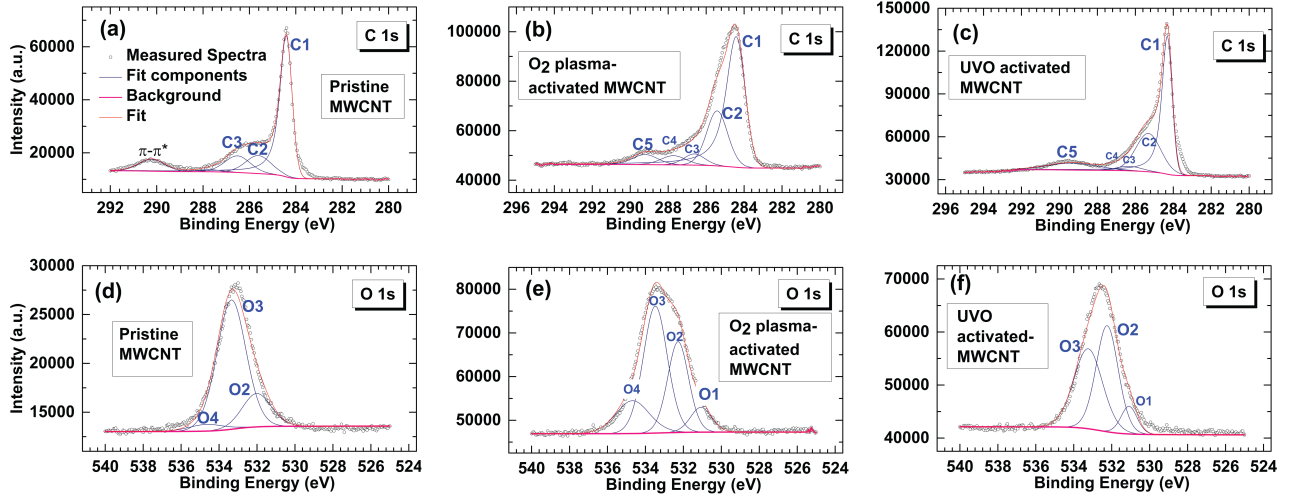 (a)
C 1s
C1
Measured Spectra
Fit components
Background
Fit
Pristine
MWCNT
C3
C2
π-π*
60000
40000
20000
Intensity (a.u.)
292 290 288 286 284 282 280
Binding Energy (eV)
(b)
C 1s
C1
O2 plasma-
activated MWCNT
C2
C4
C5
C3
100000
80000
60000
40000
296 294 292 290 288 286 284 282 280
Binding Energy (eV)
(c)
C 1s
C1
UVO activated
MWCNT
C2
C4
C5
C3
150000
120000
90000
60000
30000
296 294 292 290 288 286 284 282 280
Binding Energy (eV)
(d)
O 1s
O3
Pristine
MWCNT
O2
O4
30000
25000
20000
15000
Intensity (a.u.)
540 538 536 534 532 530 528 526 524
Binding Energy (eV)
(e)
O 1s
O3
O2 plasma-
activated
MWCNT
O2
O4
O1
80000
70000
60000
50000
540 538 536 534 532 530 528 526 524
Binding Energy (eV)
(f)
O 1s
UVO
activated-
MWCNT
O2
O3
O1
70000
60000
50000
40000
540 538 536 534 532 530 528 526 524
Binding Energy (eV)